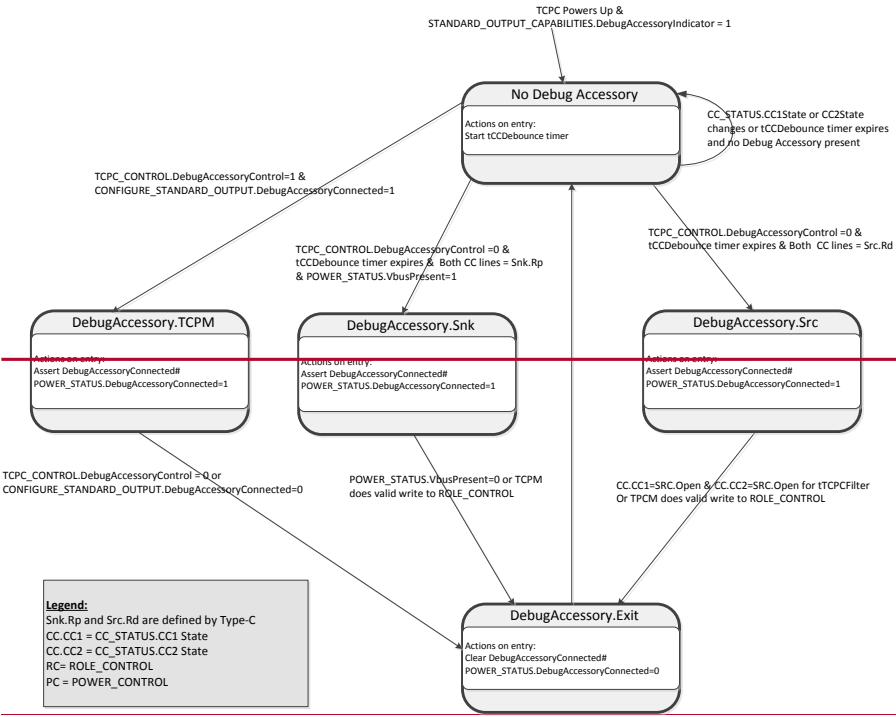 TCPC Powers Up &
STANDARD_OUTPUT_CAPABILITIES.DebugAccessoryIndicator = 1
No Debug Accessory
Actions on entry:
Start tCCDebounce timer
CC_STATUS.CC1State or CC2State
changes or tCCDebounce timer expires
and no Debug Accessory present
TCPC_CONTROL.DebugAccessoryControl=1 &
CONFIGURE_STANDARD_OUTPUT.DebugAccessoryConnected=1
TCPC_CONTROL.DebugAccessoryControl =0 &
tCCDebounce timer expires & Both CC lines = Snk.Rp
& POWER_STATUS.VbusPresent=1
TCPC_CONTROL.DebugAccessoryControl =0 &
tCCDebounce timer expires & Both CC lines = Src.Rd
DebugAccessory.TCPM
Actions on entry:
Assert DebugAccessoryConnected#
POWER_STATUS.DebugAccessoryConnected=1
DebugAccessory.Snk
Actions on entry:
Assert DebugAccessoryConnected#
POWER_STATUS.DebugAccessoryConnected=1
DebugAccessory.Src
Actions on entry:
Assert DebugAccessoryConnected#
POWER_STATUS.DebugAccessoryConnected=1
TCPC_CONTROL.DebugAccessoryControl = 0 or
CONFIGURE_STANDARD_OUTPUT.DebugAccessoryConnected=0
POWER_STATUS.VbusPresent=0 or TCPM
does valid write to ROLE_CONTROL
CC.CC1=SRC.Open & CC.CC2=SRC.Open for tTCPCFilter
Or TPCM does valid write to ROLE_CONTROL
DebugAccessory.Exit
Actions on entry:
Clear DebugAccessoryConnected#
POWER_STATUS.DebugAccessoryConnected=0
Legend:
Snk.Rp and Src.Rd are defined by Type-C
CC.CC1 = CC_STATUS.CC1 State
CC.CC2 = CC_STATUS.CC2 State
RC= ROLE_CONTROL
PC = POWER_CONTROL